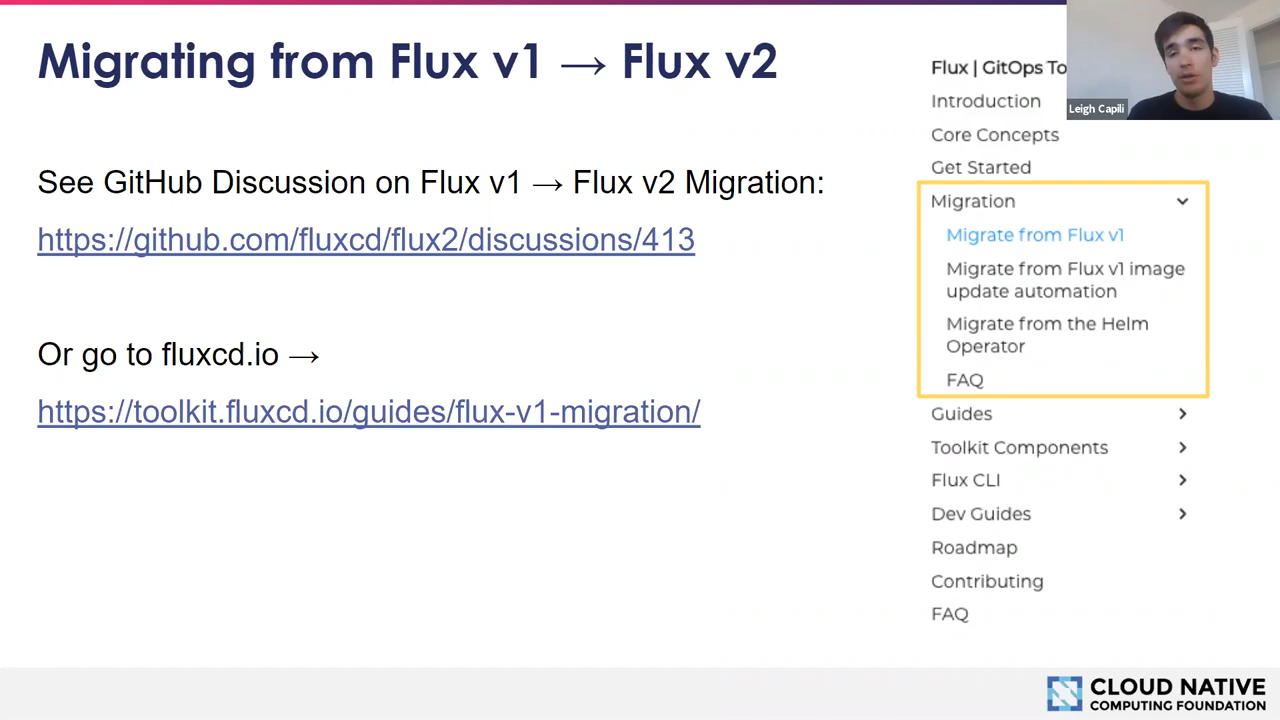 Migrating from Flux v1 → Flux v2
See GitHub Discussion on Flux v1 → Flux v2 Migration:
https://github.com/fluxcd/flux2/discussions/413
Or go to fluxcd.io →
https://toolkit.fluxcd.io/guides/flux-v1-migration/
Flux | GitOps To
Introduction
Core Concepts
Get Started
Migration
Migrate from Flux v1
Migrate from Flux v1 image
update automation
Migrate from the Helm
Operator
FAQ
Guides
Toolkit Components
Flux CLI
Dev Guides
Roadmap
Contributing
FAQ
Leigh Capili
CLOUD NATIVE
COMPUTING FOUNDATION